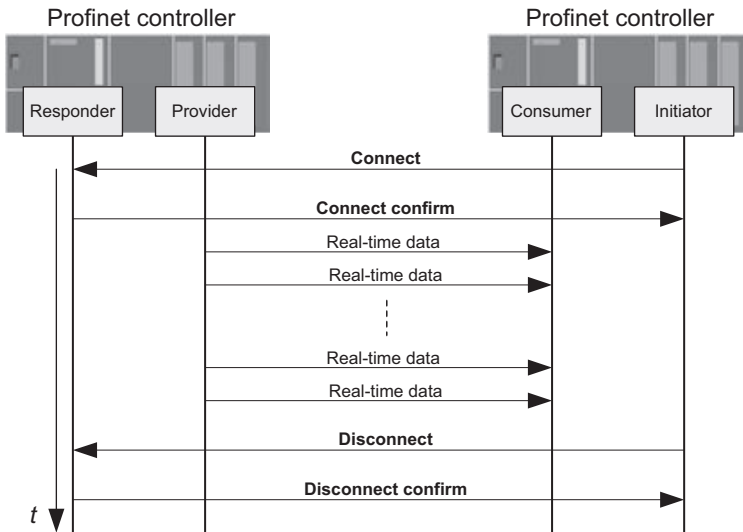 Profinet controller
Profinet controller
Responder
Provider
Consumer
Initiator
Connect
Connect confirm
Real-time data
Real-time data
Real-time data
Real-time data
Disconnect
Disconnect confirm
t